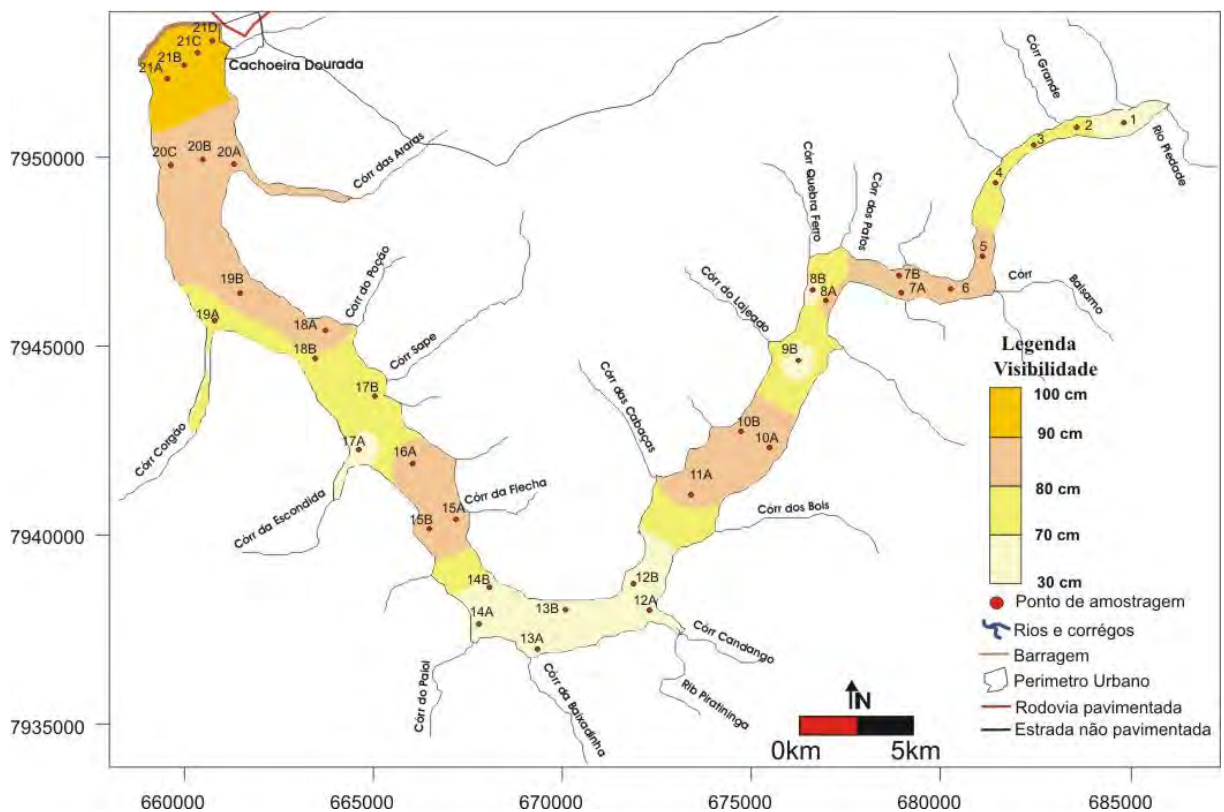 21D
21C
21B
21A
Cachoeira Dourada
20C
20B
20A
Córr das Araras
19B
19A
Córr do Poção
18A
18B
Córr Sape
17B
Córr Corgão
17A
16A
Córr da Escondida
15A
15B
Córr da Flecha
14B
14A
Córr do Paiol
13B
13A
Córr da Baixadinha
12B
12A
Córr Candango
Rib Piratininga
Córr dos Bois
11A
Córr das Cabaças
10B
10A
9B
Córr do Lajeado
8B
8A
Córr Quebra Ferro
Córr dos Patos
7B
7A
6
Córr Balsamo
5
4
3
2
1
Córr Grande
Rio Piedade
7950000
7945000
7940000
7935000
660000
665000
670000
675000
680000
685000
Legenda
Visibilidade
100 cm
90 cm
80 cm
70 cm
30 cm
Ponto de amostragem
Rios e corrégos
Barragem
Perimetro Urbano
Rodovia pavimentada
Estrada não pavimentada
N
0km
5km